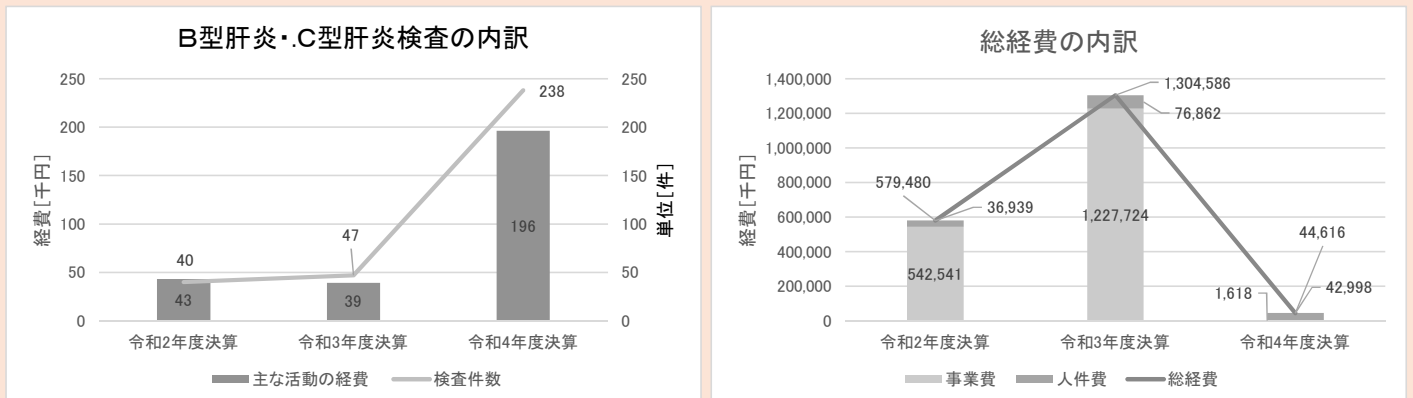 B型肝炎・.C型肝炎検査の内訳
経費[千円]
250
200
150
100
50
0
250
200
150
100
50
0
単位[件]
40
43
47
39
238
196
令和2年度決算
令和3年度決算
令和4年度決算
主な活動の経費
検査件数
総経費の内訳
経費[千円]
1,400,000
1,200,000
1,000,000
800,000
600,000
400,000
200,000
0
579,480
36,939
542,541
1,304,586
76,862
1,227,724
44,616
42,998
1,618
令和2年度決算
令和3年度決算
令和4年度決算
事業費
人件費
総経費